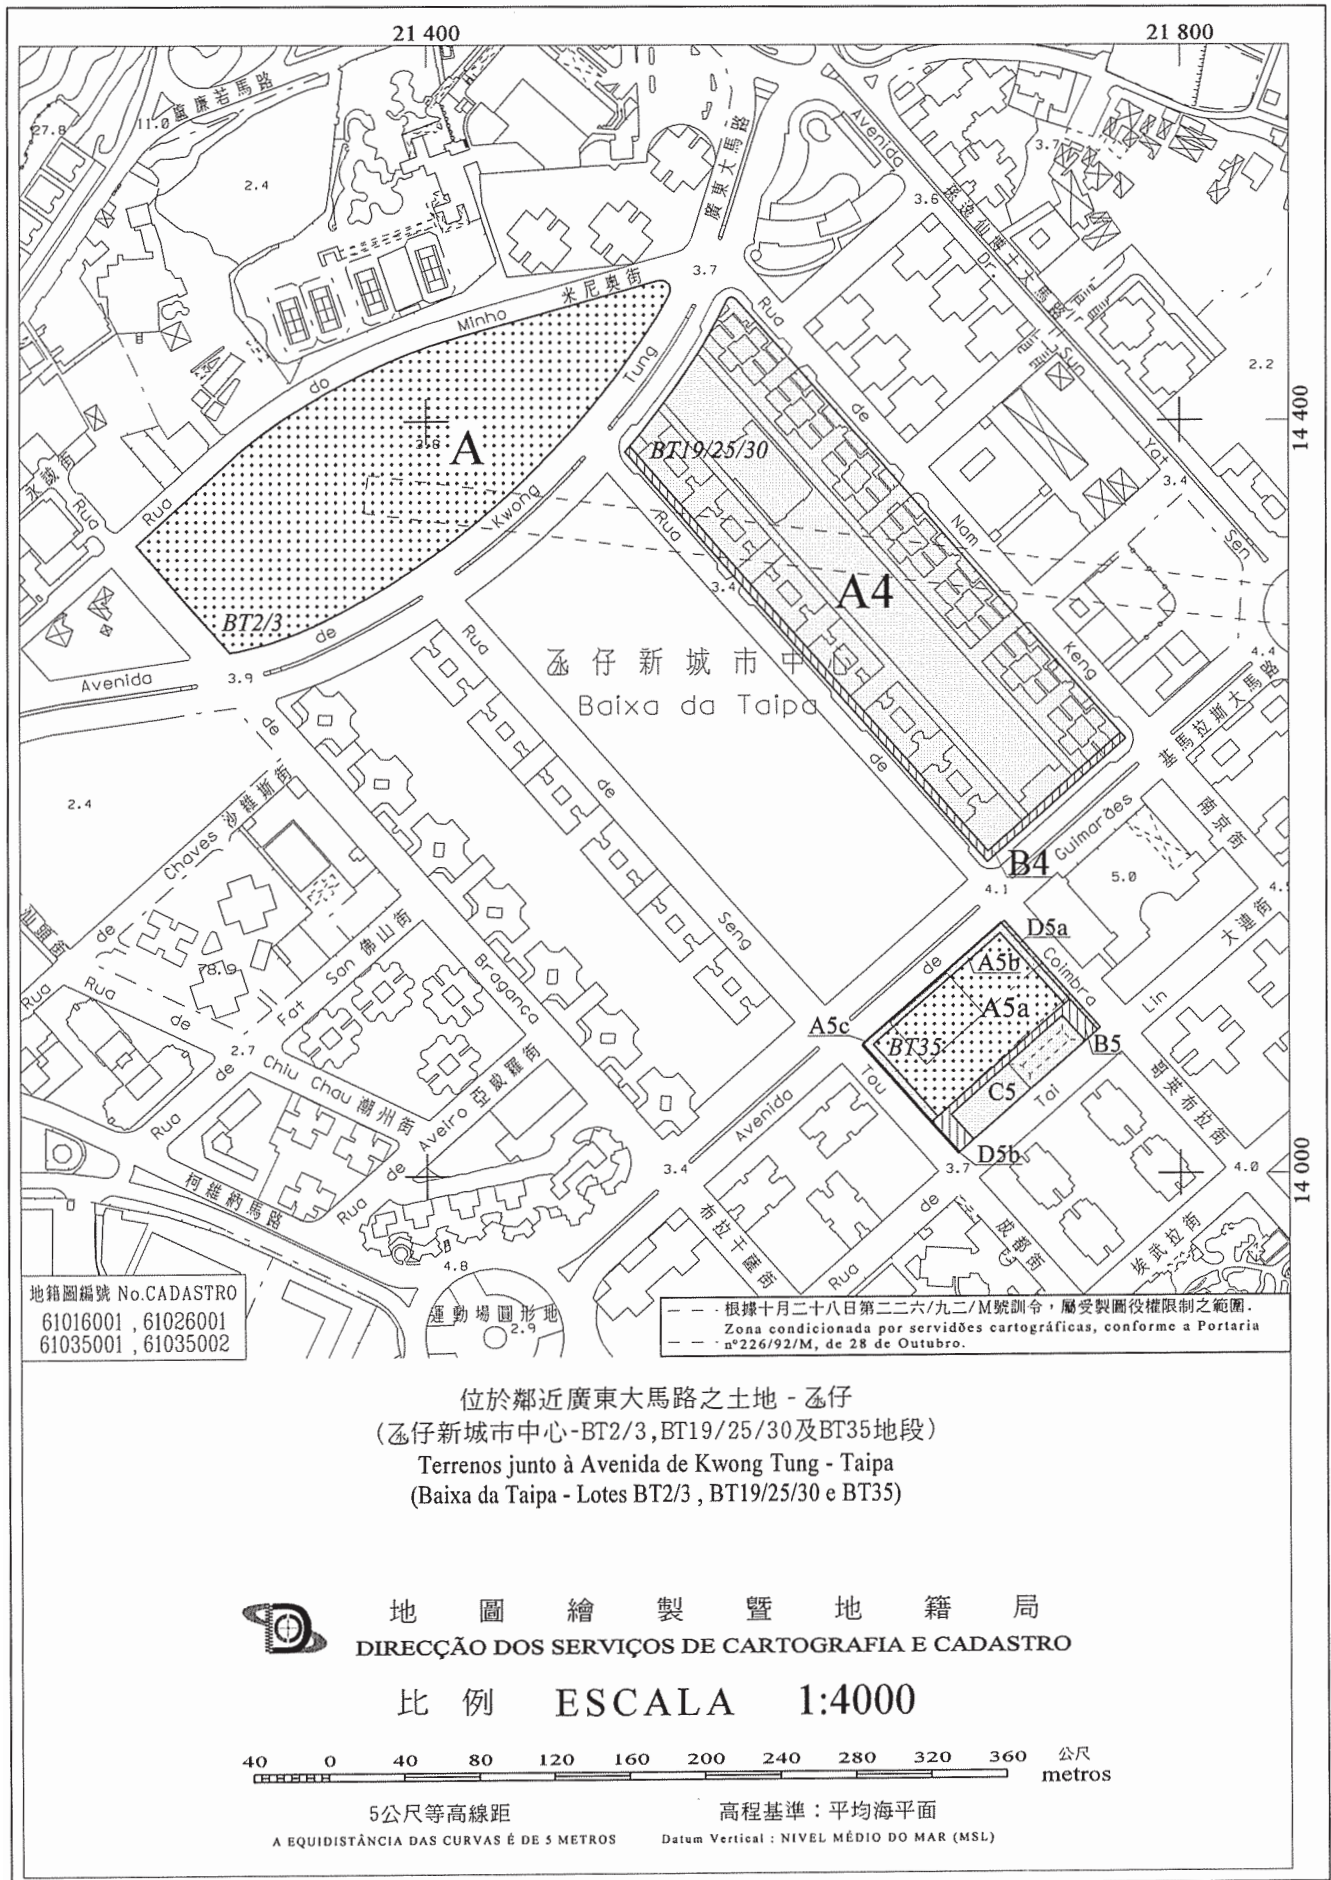 21 400
21 800
盧廉若馬路
27.8
11.0
2.4
3.7
3.6
廣東大馬路
Avenida
Dr. Sun Yat Sen
孫逸仙博士大馬路
米尼奧街
3.7
Rua do Minho
Tung
Rua de Nam Keng
2.2
14 400
3.8
A
BT19/25/30
永誠街
Rua
Kwong
3.4
Rua
3.4
A4
BT2/3
de
氹仔新城市中心
Baixa da Taipa
Avenida
3.9
de
4.4
基馬拉斯大馬路
Rua de Seng
2.4
Chaves 沙維斯街
de
Guimarães
南京街
B4
4.1
5.0
大連街
D5a
Coimbra
A5b
A5a
A5c
BT35
B5
C5
Tai
Lin
D5b
78.9
Fat San 佛山街
Bragança
Rua
Rua de
2.7
Chiu Chau 潮州街
Aveiro 亞威羅街
Rua de
Rua de
Avenida
Tou
3.4
3.7
4.0
14 000
柯維納馬路
布拉干薩街
Rua de
成都街
埃武拉街
4.8
運動場圓形地
2.9
地籍圖編號 No.CADASTRO
61016001 , 61026001
61035001 , 61035002
根據十月二十八日第二二六/九二/M號訓令，屬受製圖役權限制之範圍.
Zona condicionada por servidões cartográficas, conforme a Portaria
nº226/92/M, de 28 de Outubro.
位於鄰近廣東大馬路之土地 - 氹仔
(氹仔新城市中心-BT2/3,BT19/25/30及BT35地段)
Terrenos junto à Avenida de Kwong Tung - Taipa
(Baixa da Taipa - Lotes BT2/3 , BT19/25/30 e BT35)
地圖繪製暨地籍局
DIRECÇÃO DOS SERVIÇOS DE CARTOGRAFIA E CADASTRO
比例 ESCALA 1:4000
40 0 40 80 120 160 200 240 280 320 360 公尺
metros
5公尺等高線距 高程基準：平均海平面
A EQUIDISTÂNCIA DAS CURVAS É DE 5 METROS Datum Vertical : NIVEL MÉDIO DO MAR (MSL)